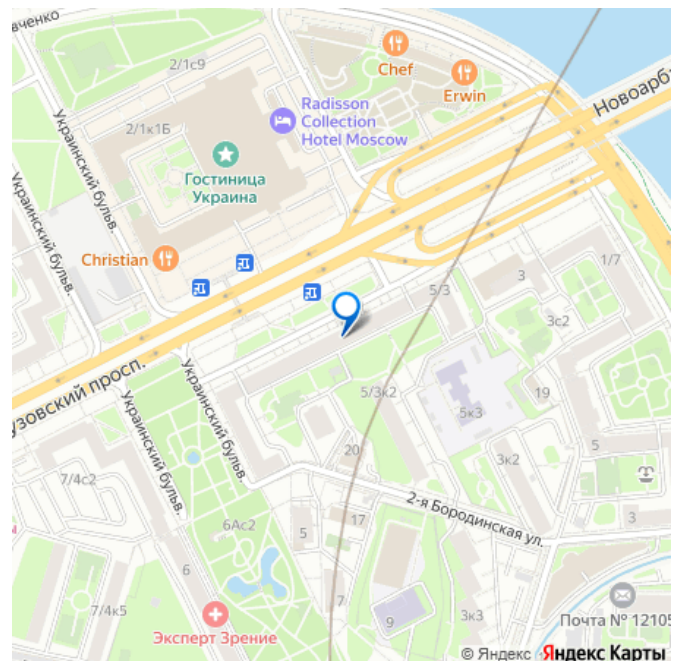 вченко
2/1с9
Chef
Erwin
Новоарб
Radisson
Collection
Hotel Moscow
2/1к1Б
Украинский бульв.
Гостиница
Украина
Украинский бульв.
Christian
1/7
3
5/3
3с2
узовский просп.
Украинский бульв.
Украинский бульв.
5/3к2
5к3
19
20
5
3к2
7/4с2
2-я Бородинская ул.
6Ас2
17
5
3
6
7
9
3к3
7/4к5
Эксперт Зрение
Почта № 12105
© Яндекс Яндекс Карты